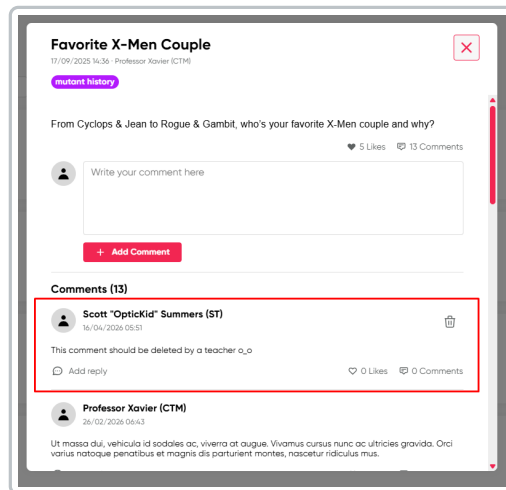 Favorite X-Men Couple
17/09/2025 14:36 · Professor Xavier (CTM)
mutant history
From Cyclops & Jean to Rogue & Gambit, who's your favorite X-Men couple and why?
5 Likes 13 Comments
Write your comment here
+ Add Comment
Comments (13)
Scott "OpticKid" Summers (ST)
16/04/2026 05:51
This comment should be deleted by a teacher o_o
Add reply 0 Likes 0 Comments
Professor Xavier (CTM)
26/02/2026 06:43
Ut massa dui, vehicula id sodales ac, viverra at augue. Vivamus cursus nunc ac ultricies gravida. Orci
varius natoque penatibus et magnis dis parturient montes, nascetur ridiculus mus.